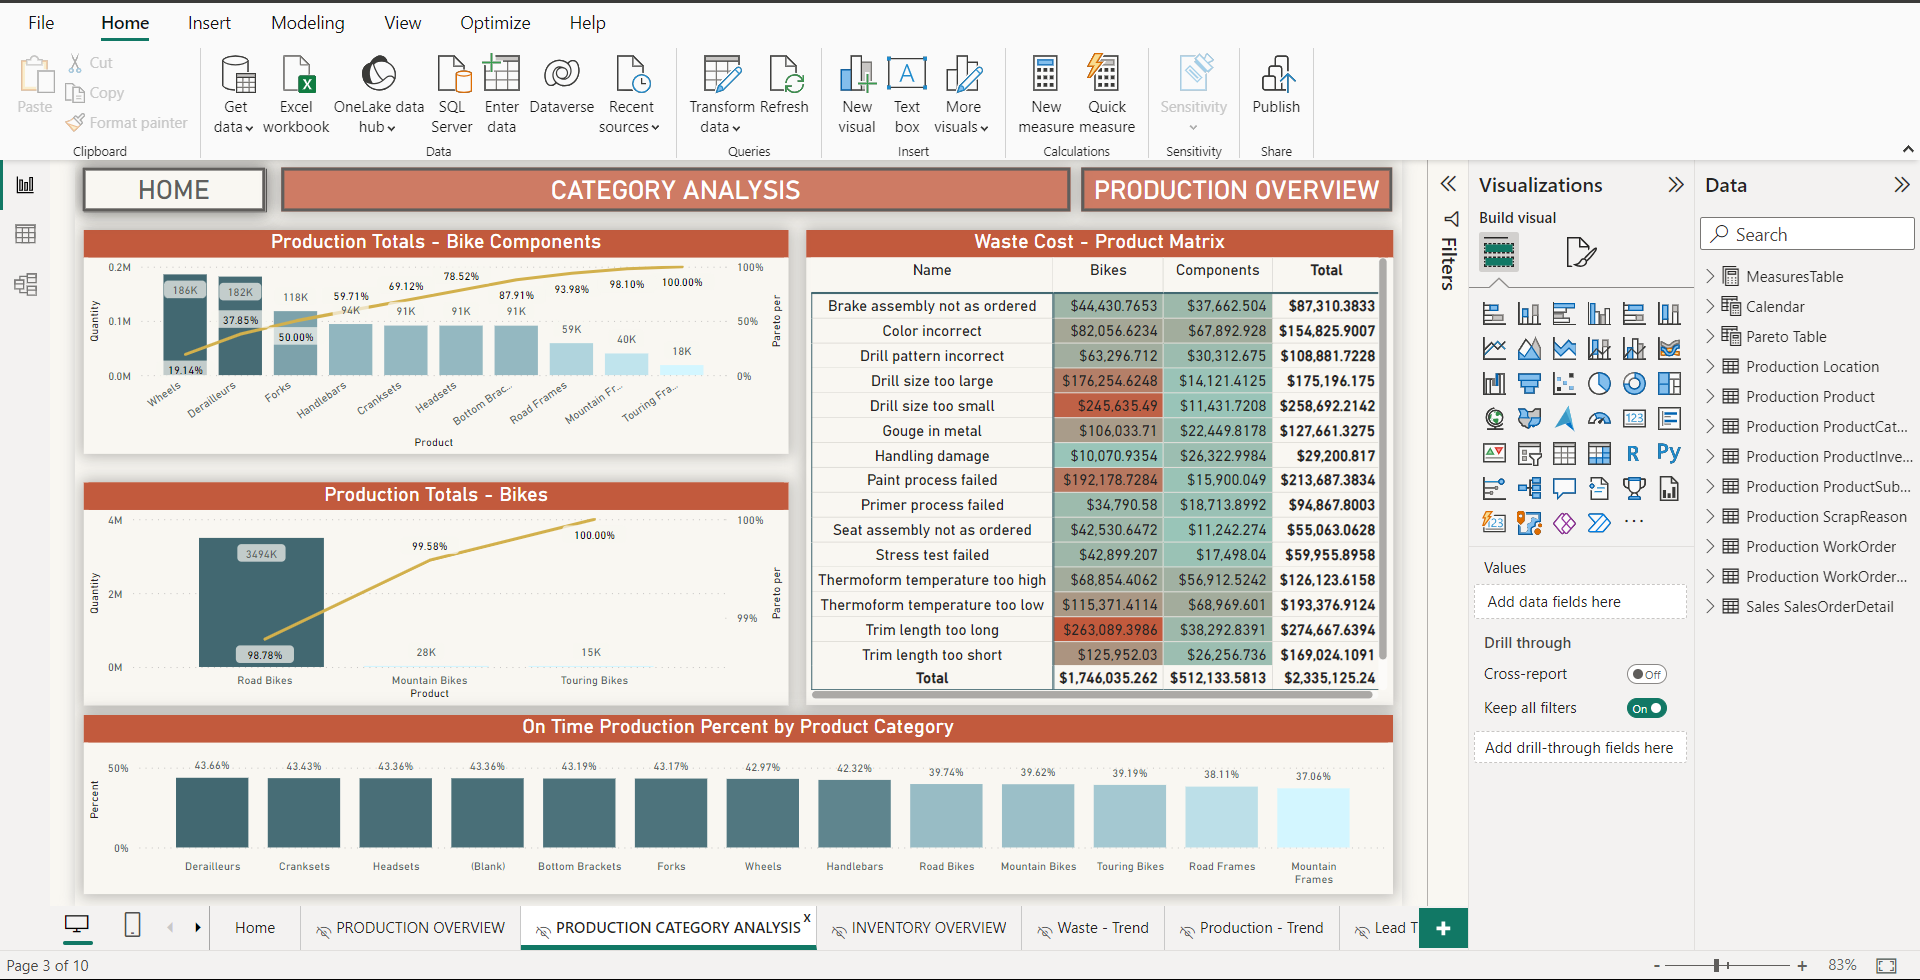 File Home Insert Modeling View Optimize Help
Paste
Cut
Copy
Format painter
Clipboard
Get data
Excel workbook
OneLake data hub
SQL Server
Enter data
Dataverse
Recent sources
Data
Transform data
Refresh
Queries
New visual
Text box
More visuals
Insert
New measure
Quick measure
Calculations
Sensitivity
Sensitivity
Publish
Share
HOME
CATEGORY ANALYSIS
PRODUCTION OVERVIEW
Production Totals - Bike Components
0.2M
0.1M
0.0M
Quantity
186K 182K 118K 94K 91K 91K 91K 59K 40K 18K
19.14% 37.85% 50.00% 59.71% 69.12% 78.52% 87.91% 93.98% 98.10% 100.00%
100%
50%
0%
Pareto per
Wheels Derailleurs Forks Handlebars Cranksets Headsets Bottom Brac... Road Frames Mountain Fr... Touring Fra...
Product
Production Totals - Bikes
4M
2M
0M
Quantity
3494K 28K 15K
98.78% 99.58% 100.00%
100%
99%
Pareto per
Road Bikes Mountain Bikes Touring Bikes
Product
Waste Cost - Product Matrix
Name Bikes Components Total
Brake assembly not as ordered $44,430.7653 $37,662.504 $87,310.3833
Color incorrect $82,056.6234 $67,892.928 $154,825.9007
Drill pattern incorrect $63,296.712 $30,312.675 $108,881.7228
Drill size too large $176,254.6248 $14,121.4125 $175,196.175
Drill size too small $245,635.49 $11,431.7208 $258,692.2142
Gouge in metal $106,033.71 $22,449.8178 $127,661.3275
Handling damage $10,070.9354 $26,322.9984 $29,200.817
Paint process failed $192,178.7284 $15,900.049 $213,687.3834
Primer process failed $34,790.58 $18,713.8992 $94,867.8003
Seat assembly not as ordered $42,530.6472 $11,242.274 $55,063.0628
Stress test failed $42,899.207 $17,498.04 $59,955.8958
Thermoform temperature too high $68,854.4062 $56,912.5242 $126,123.6158
Thermoform temperature too low $115,371.4114 $68,969.601 $193,376.9124
Trim length too long $263,089.3986 $38,292.8391 $274,667.6394
Trim length too short $125,952.03 $26,256.736 $169,024.1091
Total $1,746,035.262 $512,133.5813 $2,335,125.24
On Time Production Percent by Product Category
50%
0%
Percent
43.66% 43.43% 43.36% 43.36% 43.19% 43.17% 42.97% 42.32% 39.74% 39.62% 39.19% 38.11% 37.06%
Derailleurs Cranksets Headsets (Blank) Bottom Brackets Forks Wheels Handlebars Road Bikes Mountain Bikes Touring Bikes Road Frames Mountain Frames
Filters
Visualizations
Build visual
123
R
Py
123
...
Values
Add data fields here
Drill through
Cross-report Off
Keep all filters On
Add drill-through fields here
Data
Search
MeasuresTable
Calendar
Pareto Table
Production Location
Production Product
Production ProductCat...
Production ProductInve...
Production ProductSub...
Production ScrapReason
Production WorkOrder
Production WorkOrder...
Sales SalesOrderDetail
Home PRODUCTION OVERVIEW PRODUCTION CATEGORY ANALYSIS x INVENTORY OVERVIEW Waste - Trend Production - Trend Lead T +
Page 3 of 10
- + 83%